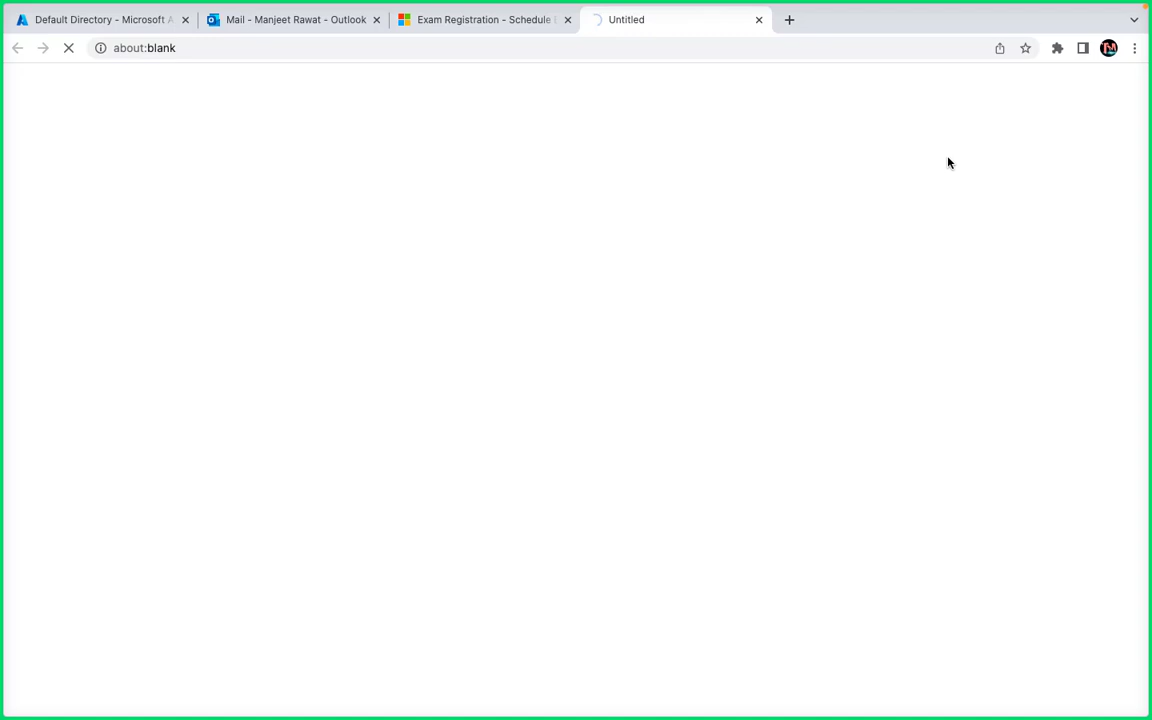 Default Directory - Microsoft A
Mail - Manjeet Rawat - Outlook
Exam Registration - Schedule
Untitled
about:blank